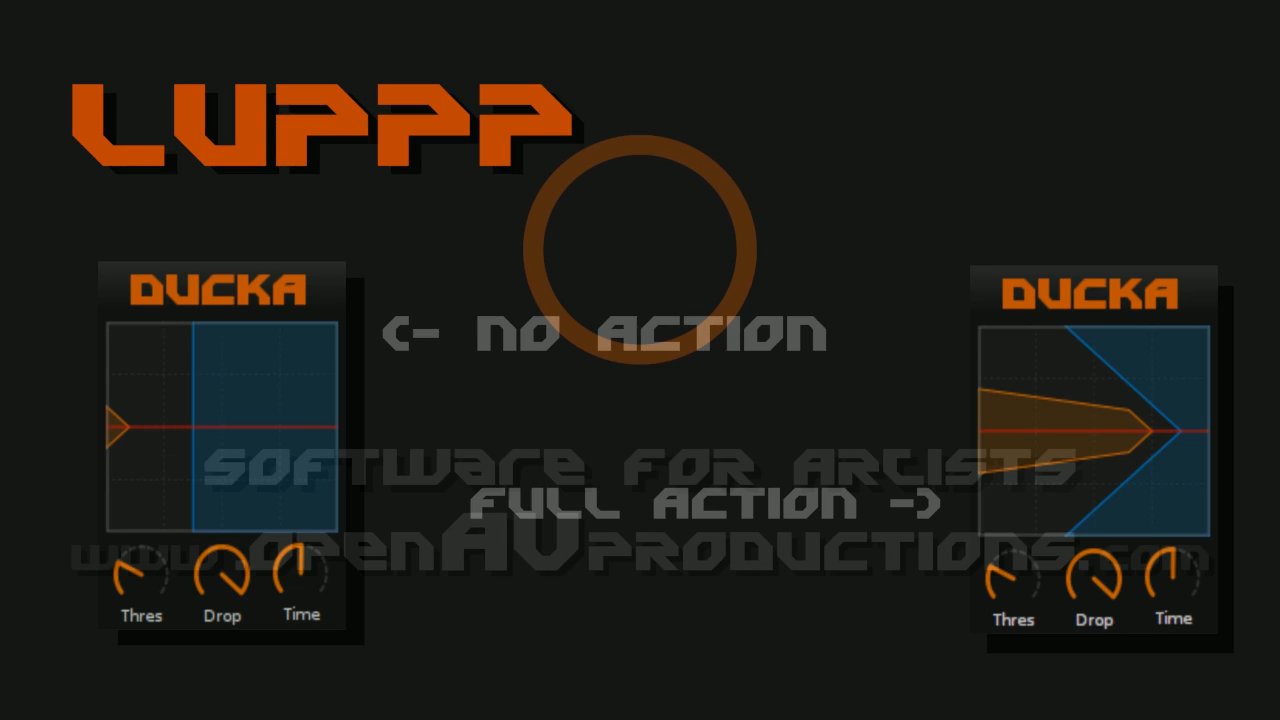 LUPPP
DUCKA
DUCKA
<- NO ACTION
SOFTWARE FOR ARTISTS
FULL ACTION ->
www.openAVproductions.com
Thres Drop Time
Thres Drop Time